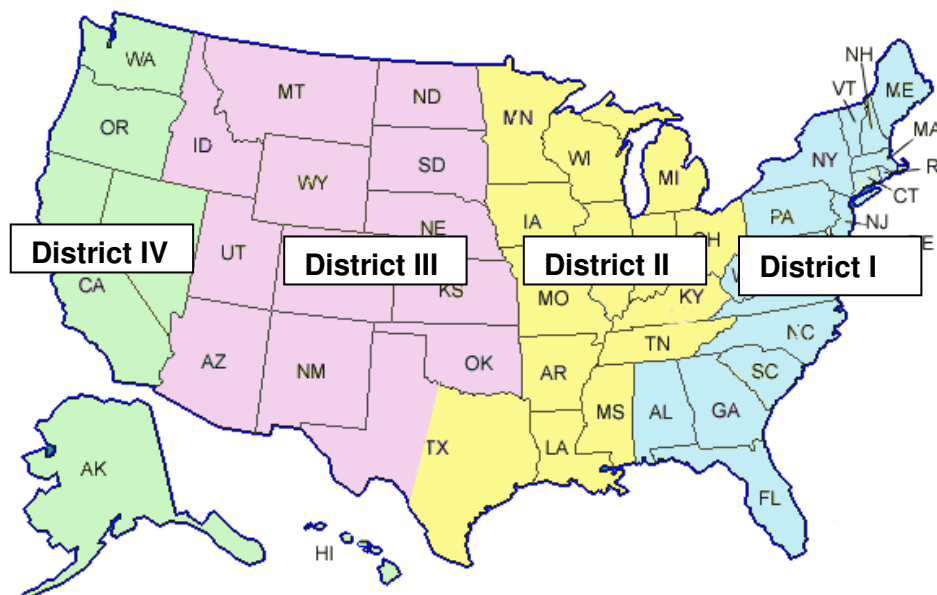 WA
MT
ND
MN
NH
VT
ME
OR
ID
SD
WI
MI
NY
MA
R
CT
WY
IA
PA
NJ
NE
OH
E
District IV
UT
District III
District II
District I
W
CA
KS
MO
KY
NC
TN
AZ
NM
OK
AR
SC
MS
AL
GA
TX
LA
AK
FL
HI